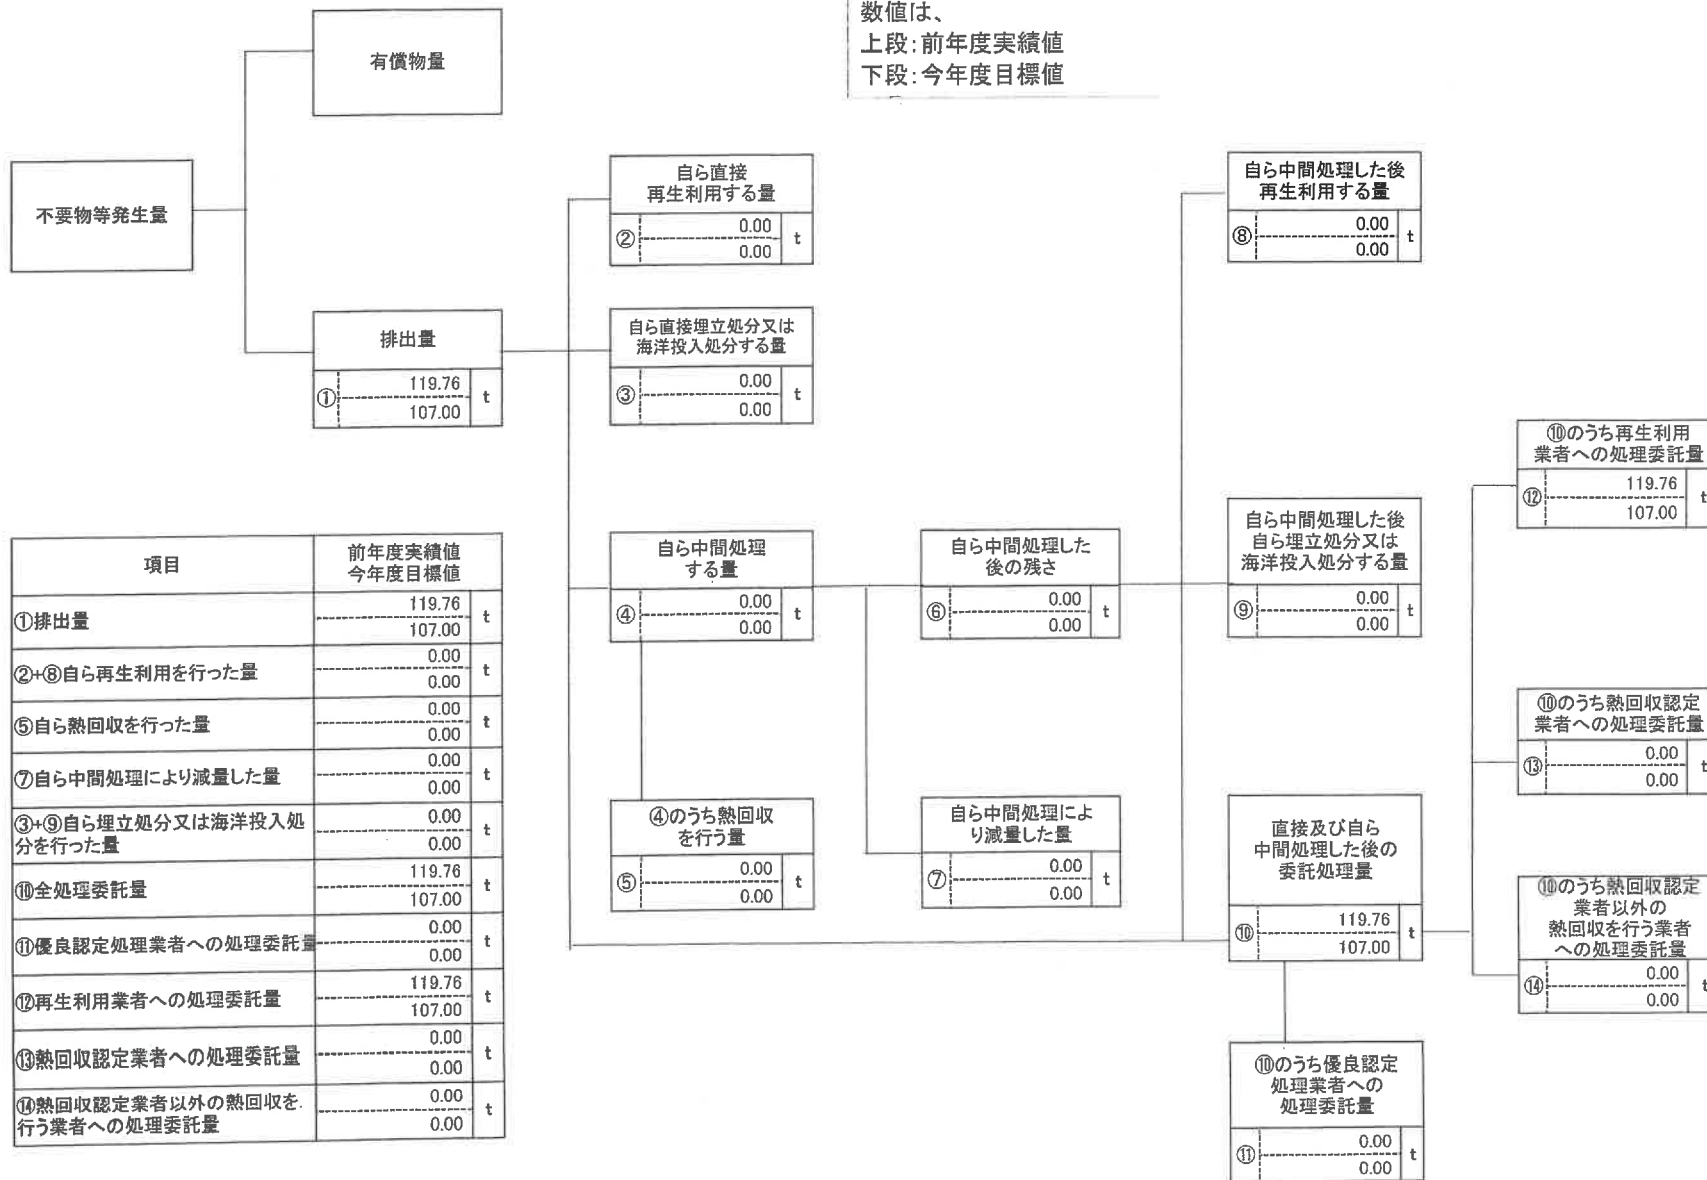 数値は、
上段:前年度実績値
下段:今年度目標値
有償物量
不要物等発生量
排出量
①
119.76
107.00
t
自ら直接
再生利用する量
②
0.00
0.00
t
自ら直接埋立処分又は
海洋投入処分する量
③
0.00
0.00
t
自ら中間処理
する量
④
0.00
0.00
t
④のうち熱回収
を行う量
⑤
0.00
0.00
t
自ら中間処理した
後の残さ
⑥
0.00
0.00
t
自ら中間処理によ
り減量した量
⑦
0.00
0.00
t
自ら中間処理した後
再生利用する量
⑧
0.00
0.00
t
自ら中間処理した後
自ら埋立処分又は
海洋投入処分する量
⑨
0.00
0.00
t
直接及び自ら
中間処理した後の
委託処理量
⑩
119.76
107.00
t
⑩のうち優良認定
処理業者への
処理委託量
⑪
0.00
0.00
t
⑩のうち再生利用
業者への処理委託量
⑫
119.76
107.00
t
⑩のうち熱回収認定
業者への処理委託量
⑬
0.00
0.00
t
⑩のうち熱回収認定
業者以外の
熱回収を行う業者
への処理委託量
⑭
0.00
0.00
t
項目
前年度実績値
今年度目標値
①排出量
119.76
107.00
t
②+⑧自ら再生利用を行った量
0.00
0.00
t
⑤自ら熱回収を行った量
0.00
0.00
t
⑦自ら中間処理により減量した量
0.00
0.00
t
③+⑨自ら埋立処分又は海洋投入処
分を行った量
0.00
0.00
t
⑩全処理委託量
119.76
107.00
t
⑪優良認定処理業者への処理委託量
0.00
0.00
t
⑫再生利用業者への処理委託量
119.76
107.00
t
⑬熱回収認定業者への処理委託量
0.00
0.00
t
⑭熱回収認定業者以外の熱回収を
行う業者への処理委託量
0.00
0.00
t